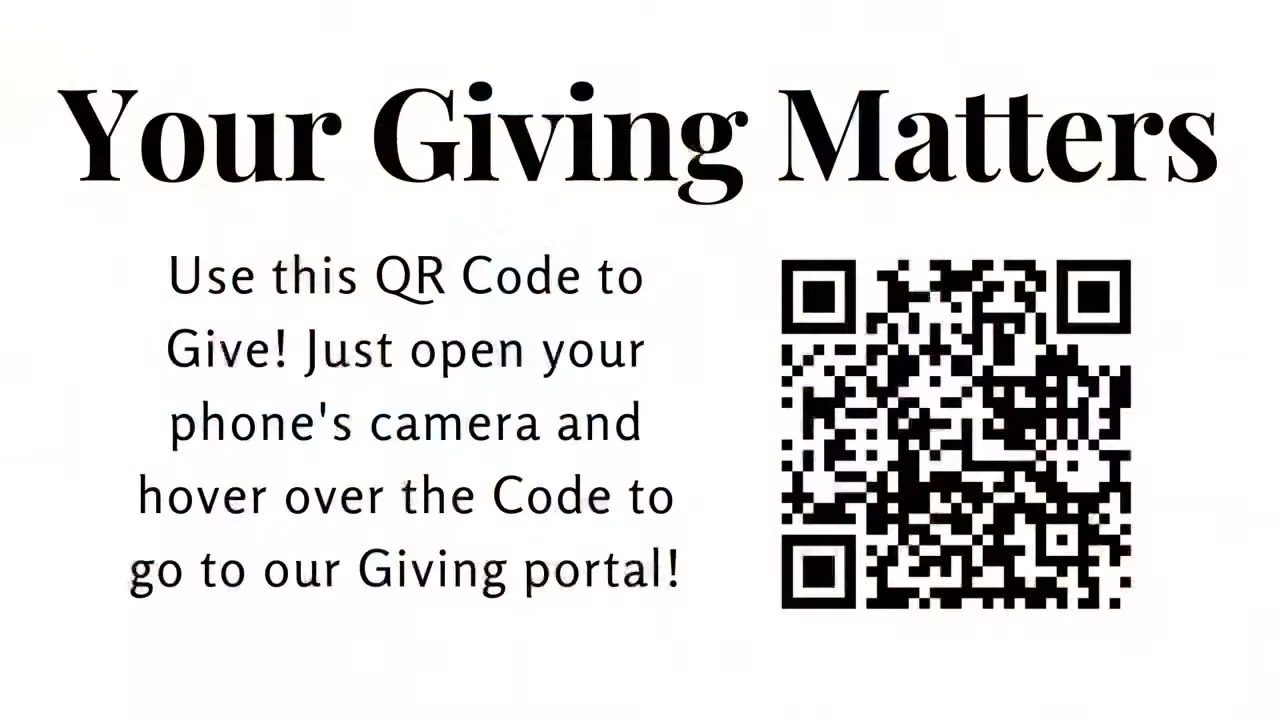 Your Giving Matters
Use this QR Code to
Give! Just open your
phone's camera and
hover over the Code to
go to our Giving portal!